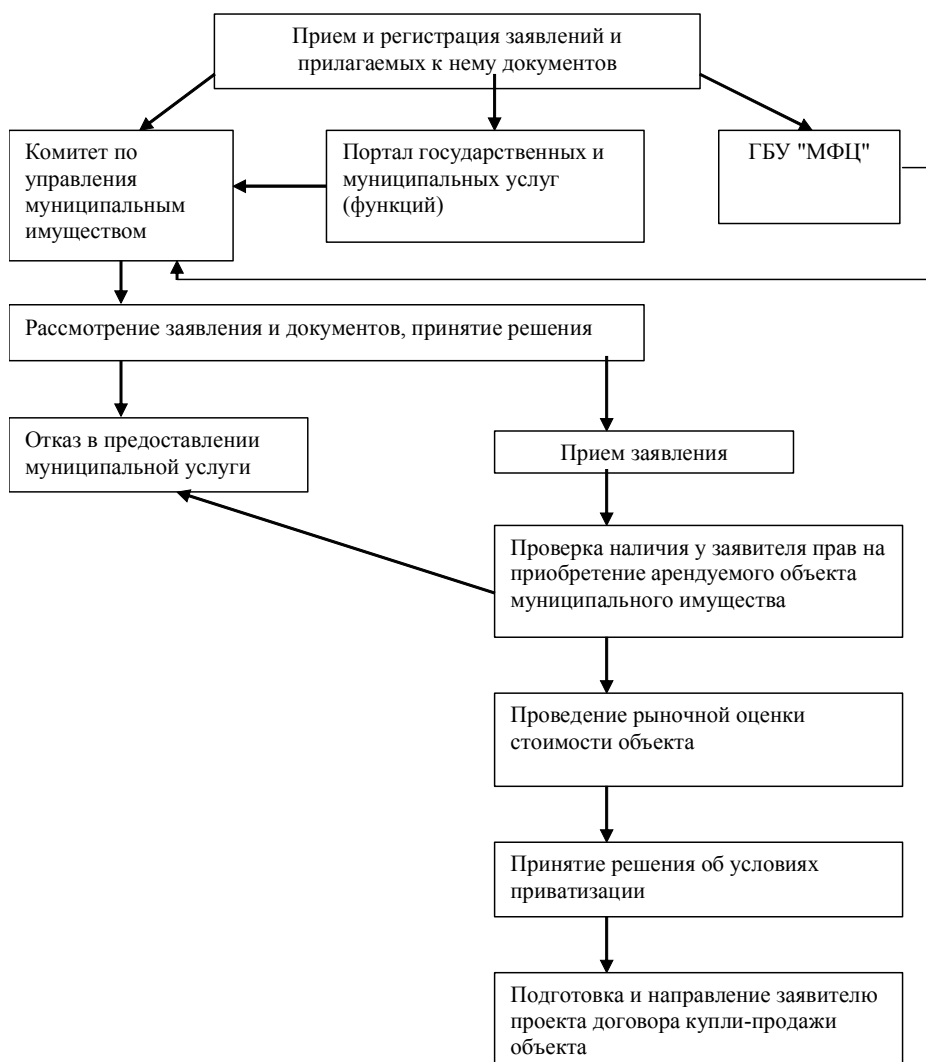 Прием и регистрация заявлений и
прилагаемых к нему документов
Комитет по
управления
муниципальным
имуществом
Портал государственных и
муниципальных услуг
(функций)
ГБУ "МФЦ"
Рассмотрение заявления и документов, принятие решения
Отказ в предоставлении
муниципальной услуги
Прием заявления
Проверка наличия у заявителя прав на
приобретение арендуемого объекта
муниципального имущества
Проведение рыночной оценки
стоимости объекта
Принятие решения об условиях
приватизации
Подготовка и направление заявителю
проекта договора купли-продажи
объекта